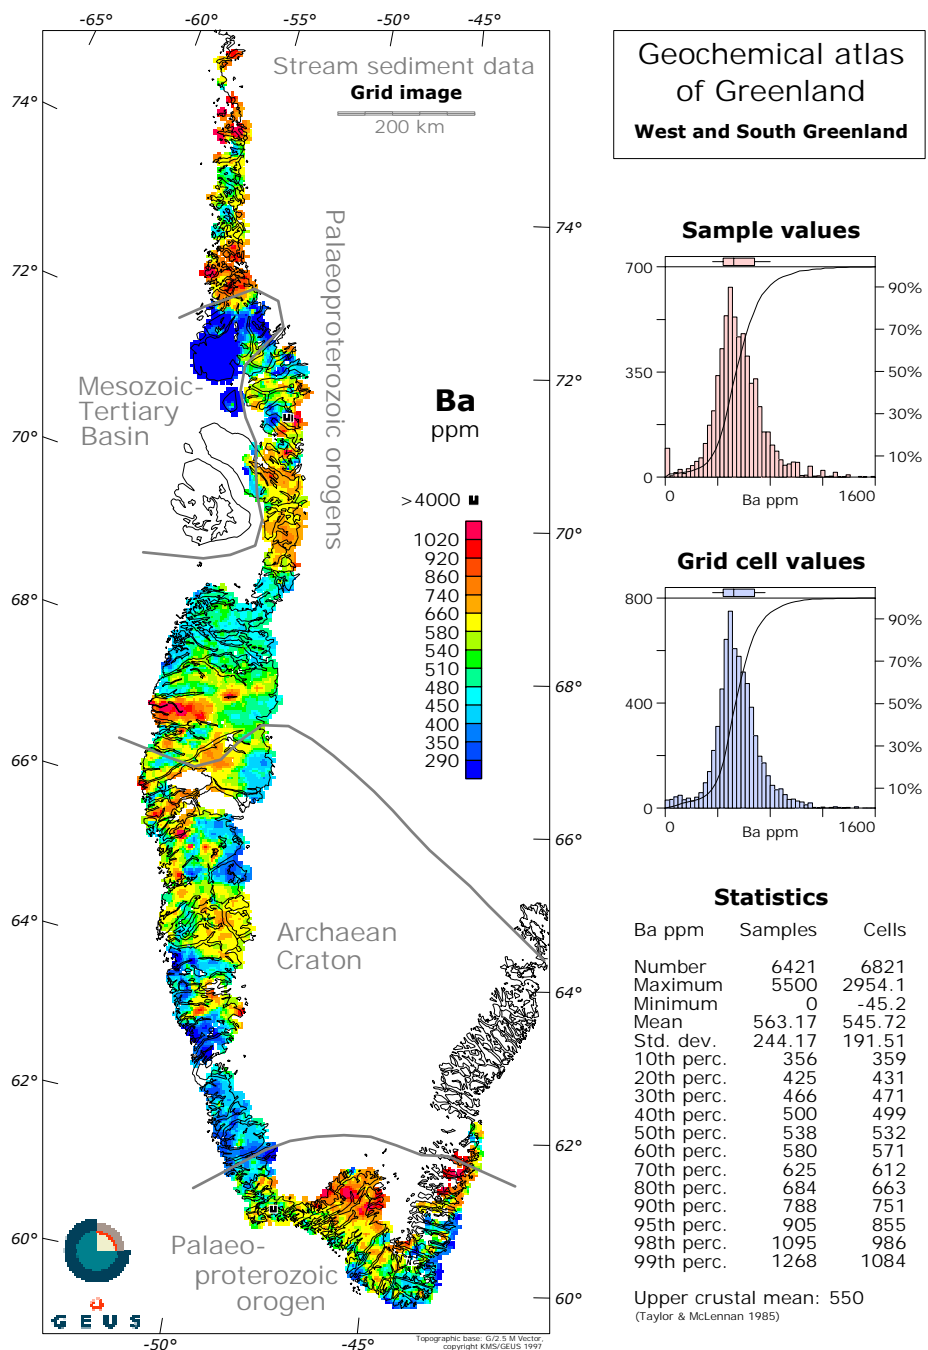 -65°
-60°
-55°
-50°
-45°
Stream sediment data
Grid image
200 km
Geochemical atlas
of Greenland
West and South Greenland
74°
72°
70°
68°
66°
64°
62°
60°
74°
72°
70°
68°
66°
64°
62°
60°
-50°
-45°
Palaeoproterozoic orogens
Mesozoic-
Tertiary
Basin
Archaean
Craton
Palaeo-
proterozoic
orogen
Ba
ppm
>4000
1020
920
860
740
660
580
540
510
480
450
400
350
290
GEUS
Topographic base: G/2.5 M Vector,
copyright KMS/GEUS 1997
Sample values
700
350
0
90%
70%
50%
30%
10%
0
Ba ppm
1600
Grid cell values
800
400
0
90%
70%
50%
30%
10%
0
Ba ppm
1600
Statistics
Ba ppm Samples Cells
Number 6421 6821
Maximum 5500 2954.1
Minimum 0 -45.2
Mean 563.17 545.72
Std. dev. 244.17 191.51
10th perc. 356 359
20th perc. 425 431
30th perc. 466 471
40th perc. 500 499
50th perc. 538 532
60th perc. 580 571
70th perc. 625 612
80th perc. 684 663
90th perc. 788 751
95th perc. 905 855
98th perc. 1095 986
99th perc. 1268 1084
Upper crustal mean: 550
(Taylor & McLennan 1985)